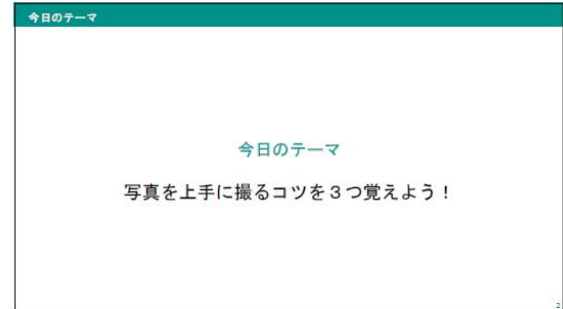 今日のテーマ
今日のテーマ
写真を上手に撮るコツを３つ覚えよう！
2